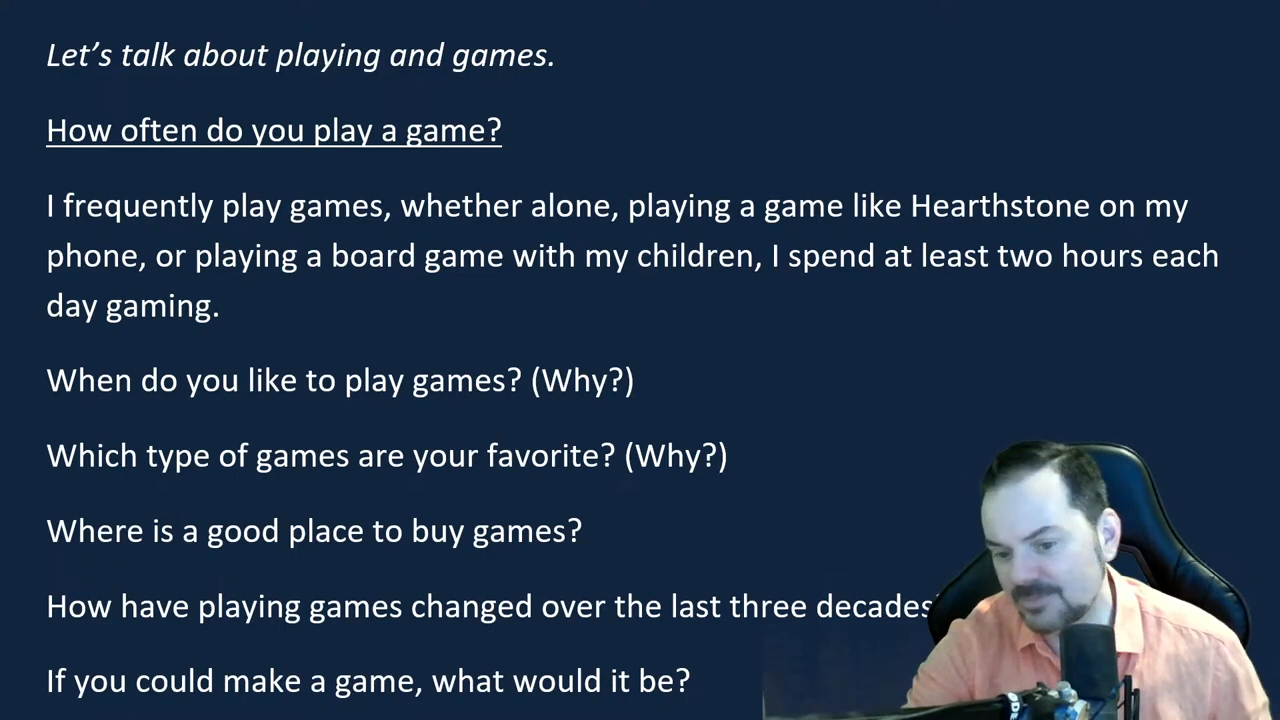 Let's talk about playing and games.
How often do you play a game?
I frequently play games, whether alone, playing a game like Hearthstone on my
phone, or playing a board game with my children, I spend at least two hours each
day gaming.
When do you like to play games? (Why?)
Which type of games are your favorite? (Why?)
Where is a good place to buy games?
How have playing games changed over the last three decades
If you could make a game, what would it be?